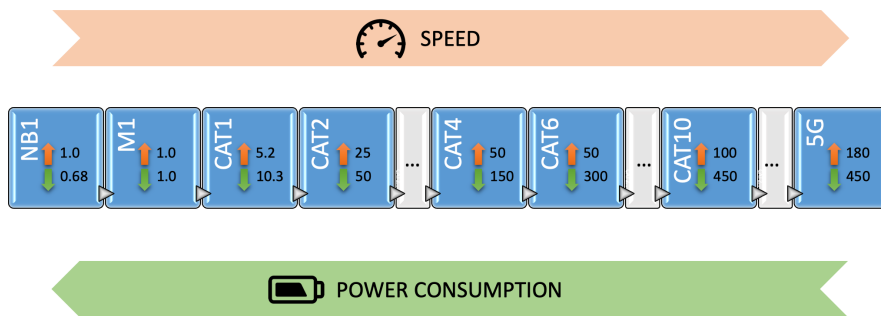 SPEED
NB1
1.0
0.68
M1
1.0
1.0
CAT1
5.2
10.3
CAT2
25
50
...
CAT4
50
150
CAT6
50
300
...
CAT10
100
450
...
5G
180
450
POWER CONSUMPTION